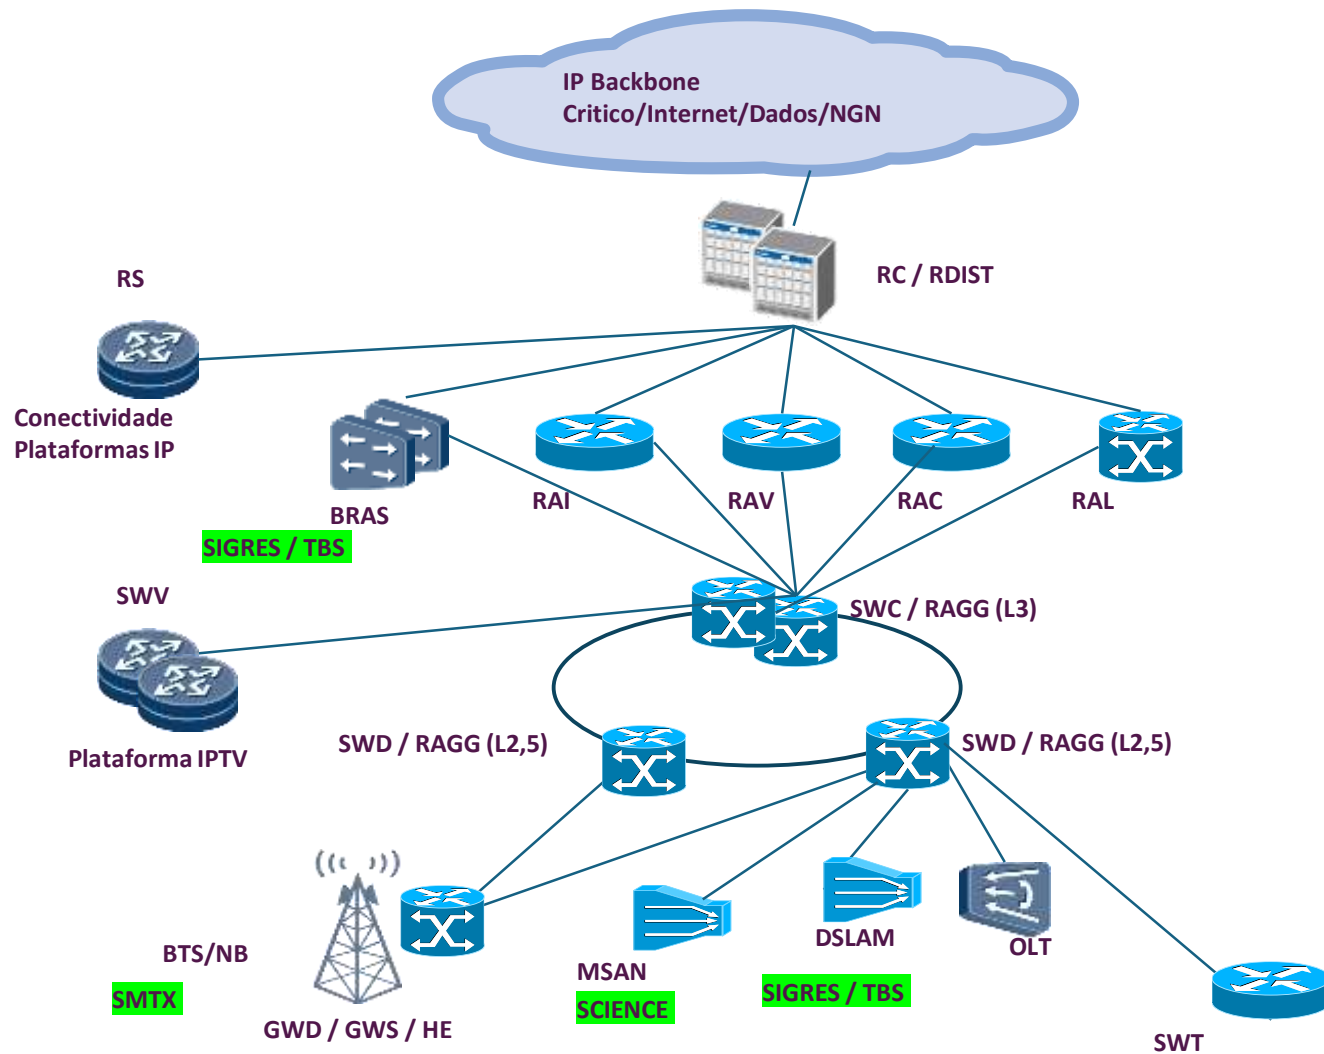 IP Backbone
Critico/Internet/Dados/NGN
RC / RDIST
RS
Conectividade
Plataformas IP
BRAS
SIGRES / TBS
RAI
RAV
RAC
RAL
SWV
Plataforma IPTV
SWC / RAGG (L3)
SWD / RAGG (L2,5)
SWD / RAGG (L2,5)
BTS/NB
SMTX
GWD / GWS / HE
MSAN
SCIENCE
DSLAM
SIGRES / TBS
OLT
SWT